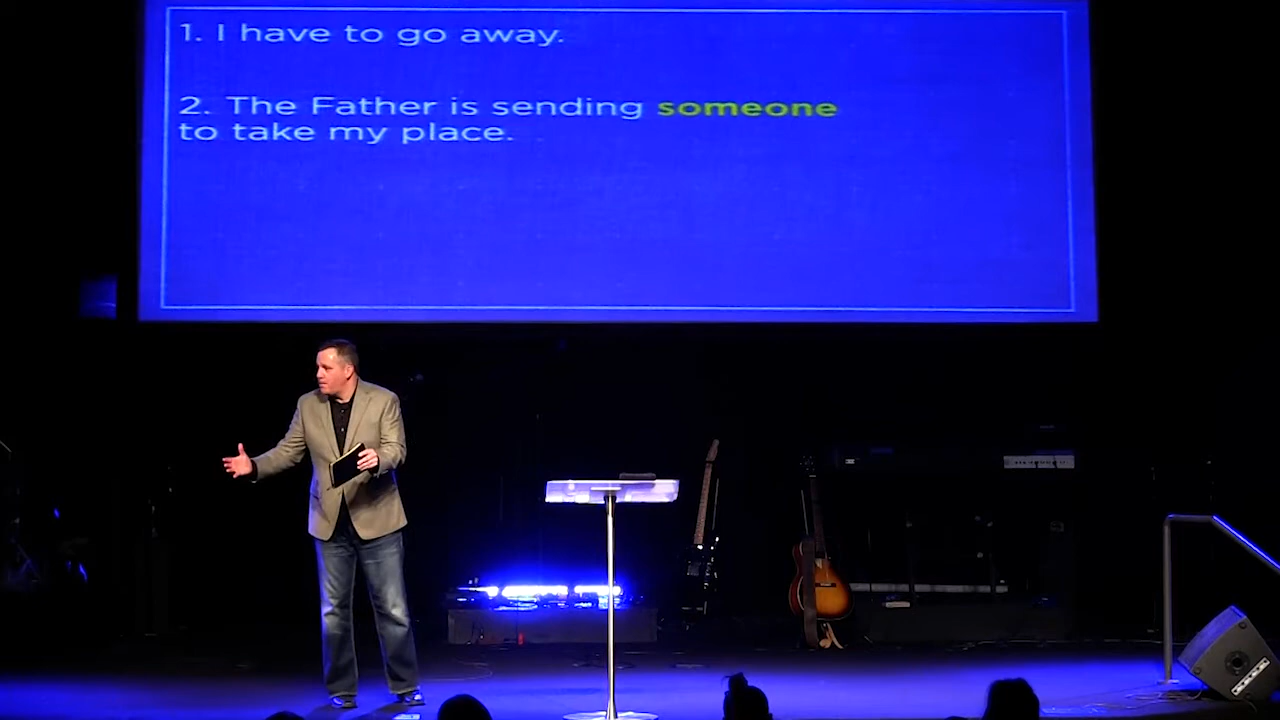 1. I have to go away.
2. The Father is sending someone
to take my place.